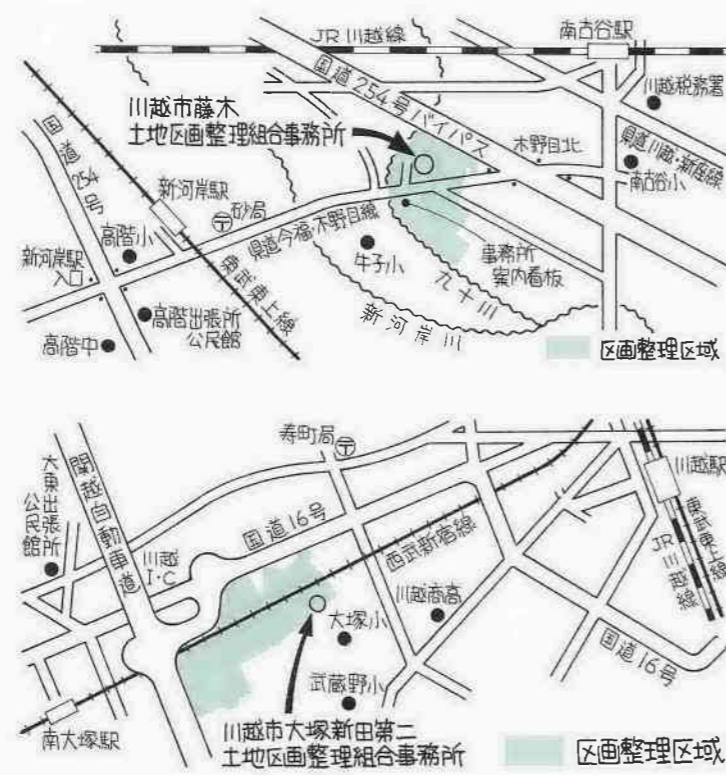 JR川越線
南古谷駅
国道254号バイパス
川越税務署
川越市藤木
土地区画整理組合事務所
木野目北
県道川越・新座線
南古谷小
国道254号
新河岸駅
砂局
県道今福・木野目線
高階小
牛子小
事務所
案内看板
新河岸駅
入口
東武東上線
九十川
新河岸川
高階出張所
公民館
高階中
区画整理区域
寿町局
川越駅
大東出張所
公民館
関越自動車道
国道16号
西武新宿線
東武東上線
JR川越線
川越
I・C
川越商高
大塚小
国道16号
武蔵野小
南大塚駅
川越市大塚新田第二
土地区画整理組合事務所
区画整理区域